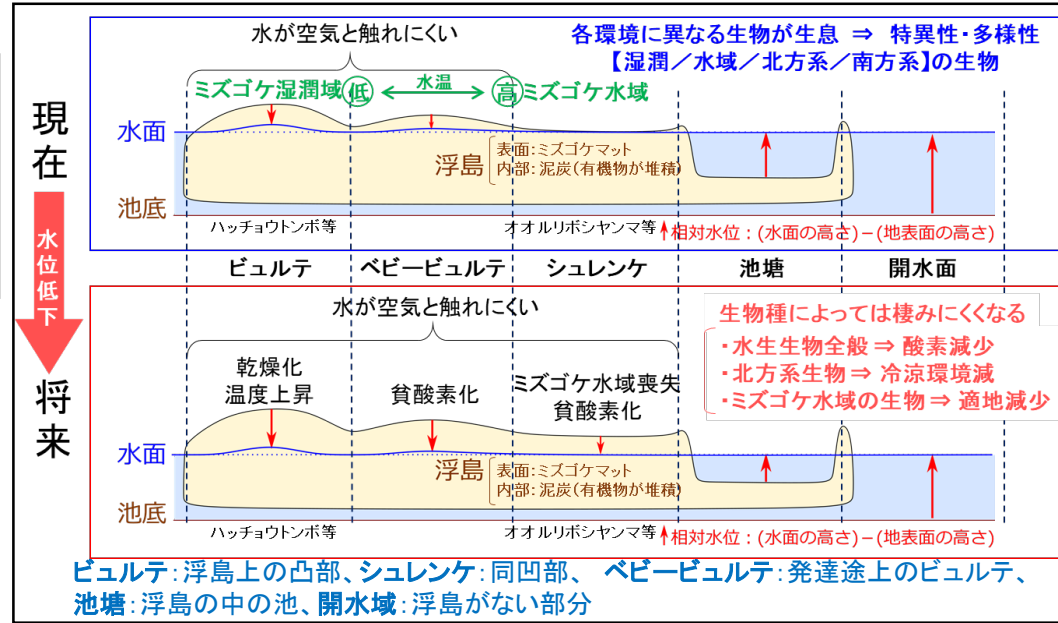 現在
水位低下
将来
水が空気と触れにくい
各環境に異なる生物が生息 ⇒ 特異性・多様性
【湿潤／水域／北方系／南方系】の生物
ミズゴケ湿潤域 低 水温 高 ミズゴケ水域
水面
浮島
表面:ミズゴケマット
内部:泥炭(有機物が堆積)
池底
ハッチョウトンボ等
オオルリボシヤンマ等
相対水位：(水面の高さ)−(地表面の高さ)
ビュルテ ベビービュルテ シュレンケ 池塘 開水面
水が空気と触れにくい
生物種によっては棲みにくくなる
・水生生物全般 ⇒ 酸素減少
・北方系生物⇒ 冷涼環境減
・ミズゴケ水域の生物⇒ 適地減少
乾燥化
温度上昇
貧酸素化
ミズゴケ水域喪失
貧酸素化
水面
浮島
表面:ミズゴケマット
内部:泥炭(有機物が堆積)
池底
ハッチョウトンボ等
オオルリボシヤンマ等
相対水位：(水面の高さ)−(地表面の高さ)
ビュルテ:浮島上の凸部、シュレンケ:同凹部、 ベビービュルテ:発達途上のビュルテ、
池塘:浮島の中の池、開水域:浮島がない部分